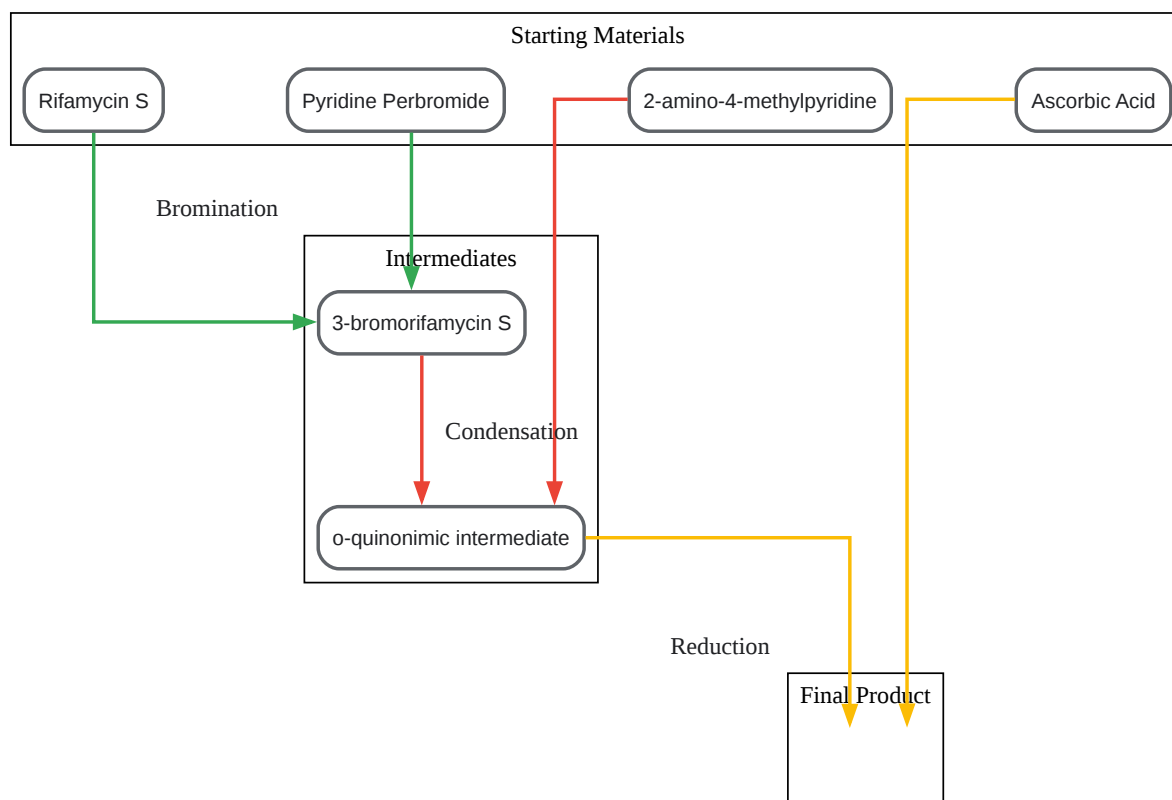 Starting Materials
Rifamycin S
Pyridine Perbromide
2-amino-4-methylpyridine
Ascorbic Acid
Bromination
Intermediates
3-bromorifamycin S
Condensation
o-quinonimic intermediate
Reduction
Final Product